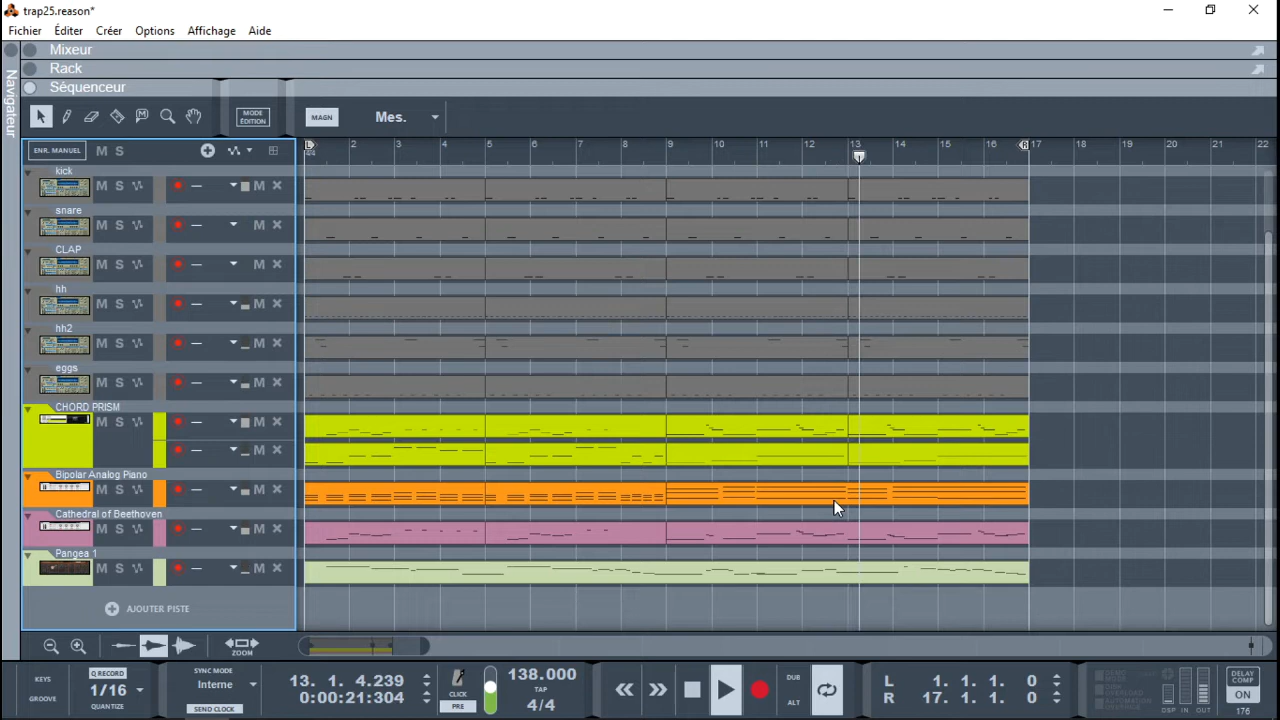 trap25.reason*
Fichier Éditer Créer Options Affichage Aide
Mixeur
Rack
Séquenceur
Navigateur
MODE ÉDITION MAGN Mes.
ENR. MANUEL M S
L 2 3 4 5 6 7 8 9 10 11 12 13 14 15 16 R 17 18 19 20 21 22
kick
M S M
snare
M S M
CLAP
M S M
hh
M S M
hh2
M S M
eggs
M S M
CHORD PRISM
M S M
M
Bipolar Analog Piano
M S M
Cathedral of Beethoven
M S M
Pangea 1
M S M
AJOUTER PISTE
ZOOM
KEYS
GROOVE
Q RECORD
1/16
QUANTIZE
SYNC MODE
Interne
SEND CLOCK
13. 1. 4.239
0:00:21:304
CLICK
PRE
138.000
TAP
4/4
DUB
ALT
L 1. 1. 1. 0
R 17. 1. 1. 0
DSP IN OUT
DELAY
COMP
ON
176